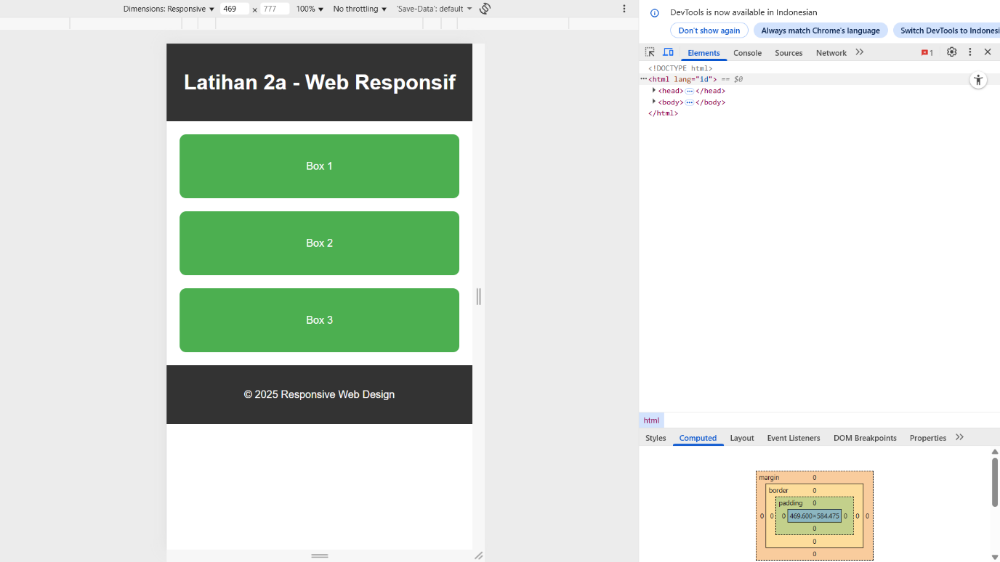 Dimensions: Responsive ▼ 469 × 777 100% ▼ No throttling ▼ 'Save-Data': default ▼
DevTools is now available in Indonesian
Don't show again Always match Chrome's language Switch DevTools to Indonesi
Elements Console Sources Network >> 1
<!DOCTYPE html>
<html lang="id"> == $0
<head> ⋯ </head>
<body> ⋯ </body>
</html>
Latihan 2a - Web Responsif
Box 1
Box 2
Box 3
© 2025 Responsive Web Design
html
Styles Computed Layout Event Listeners DOM Breakpoints Properties >>
margin 0
border 0
padding 0
0 0 0 469.600×584.475 0 0 0
0
0
0